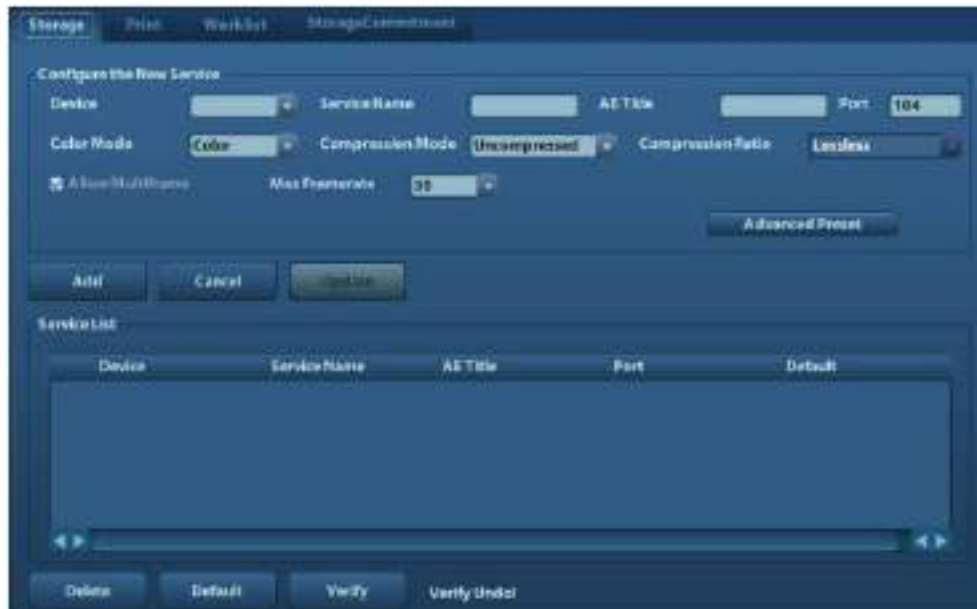 Storage Print Worklist StorageCommitment
Configure the New Service
Device Service Name AE Title Port 104
Color Mode Color Compression Mode Uncompressed Compression Ratio Lossless
Allow Multiframe Max Framerate 30
Advanced Preset
Add Cancel Update
Service List
Device Service Name AE Title Port Default
Delete Default Verify Verify Undo!